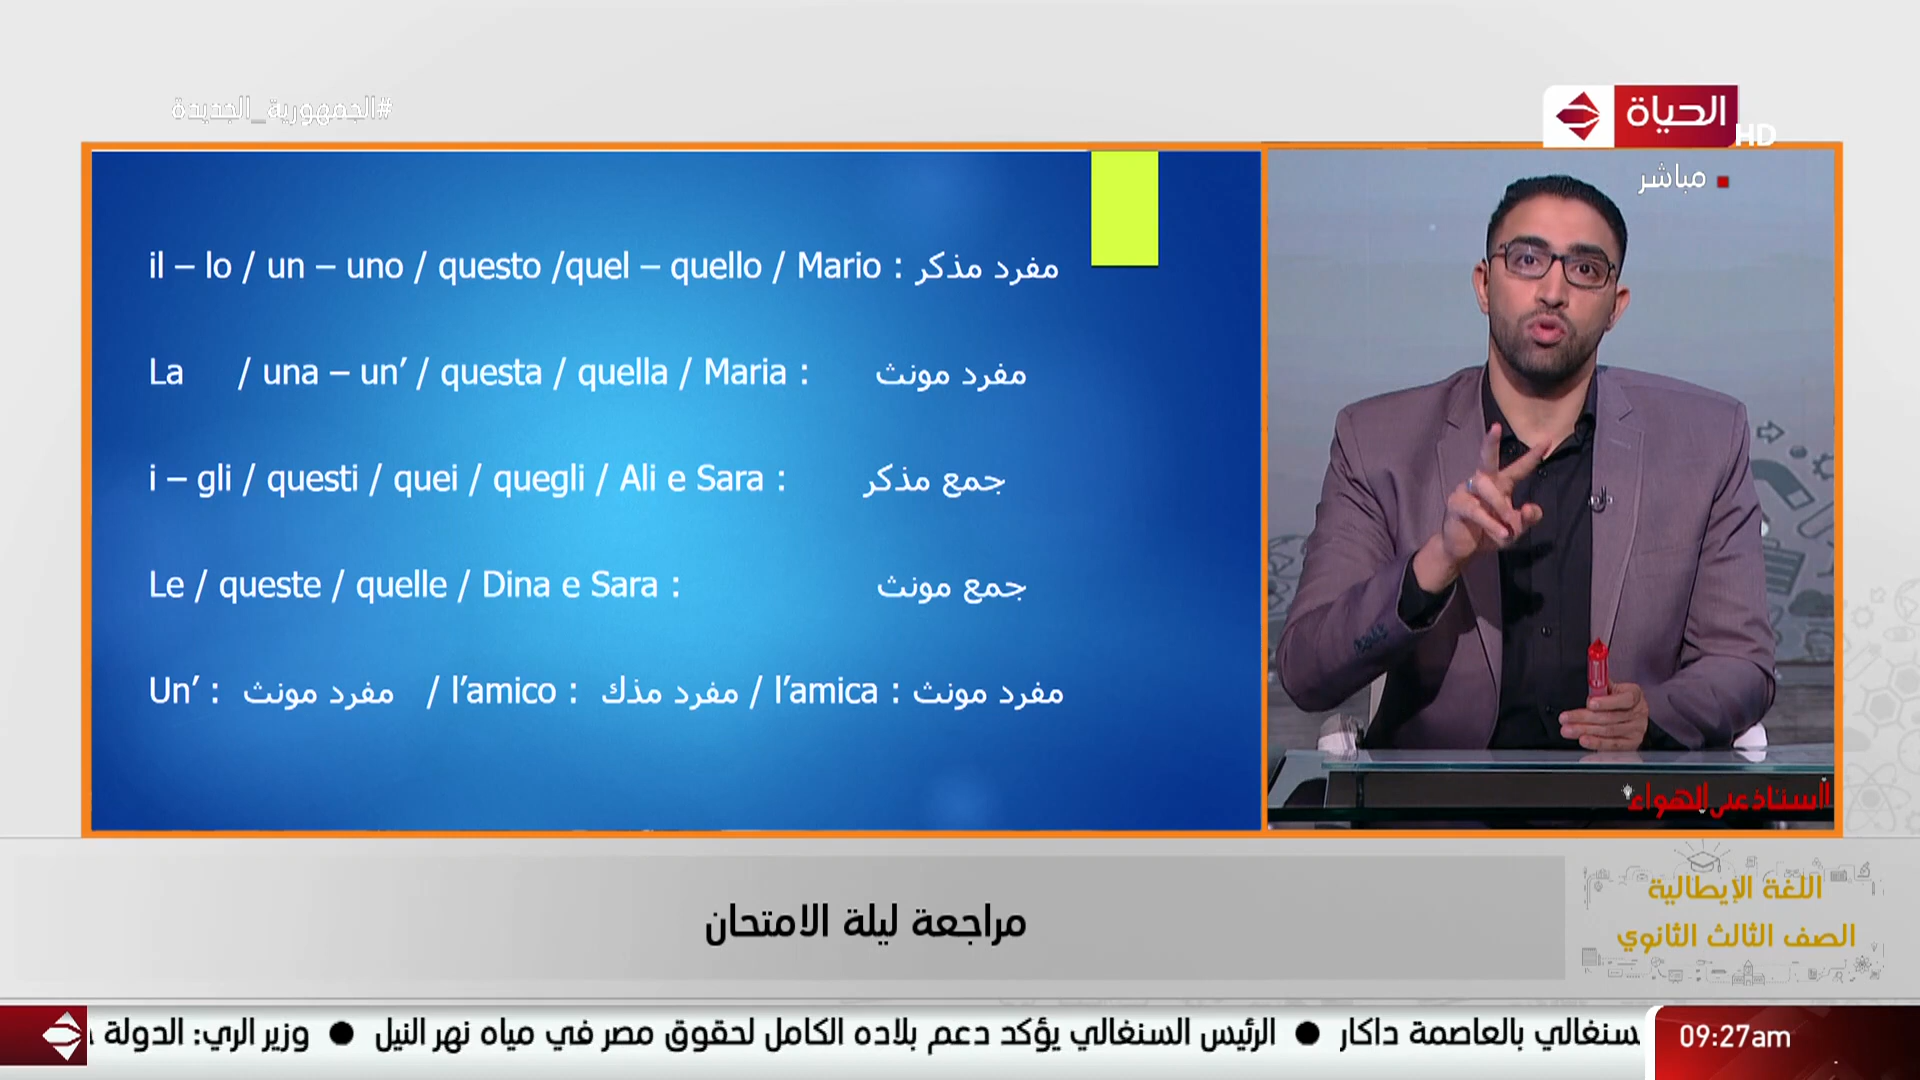 #الجمهورية_الجديدة
الحياة
HD
مباشر
il – lo / un – uno / questo /quel – quello / Mario : مفرد مذكر
La / una – un’ / questa / quella / Maria : مفرد مونث
i – gli / questi / quei / quegli / Ali e Sara : جمع مذكر
Le / queste / quelle / Dina e Sara : جمع مونث
Un’ : مفرد مونث / l’amico : مفرد مذك / l’amica : مفرد مونث
الستاذ على الهواء
مراجعة ليلة الامتحان
اللغة الإيطالية
الصف الثالث الثانوي
سنغالي بالعاصمة داكار ● الرئيس السنغالي يؤكد دعم بلاده الكامل لحقوق مصر في مياه نهر النيل ● وزير الري: الدولة
09:27am